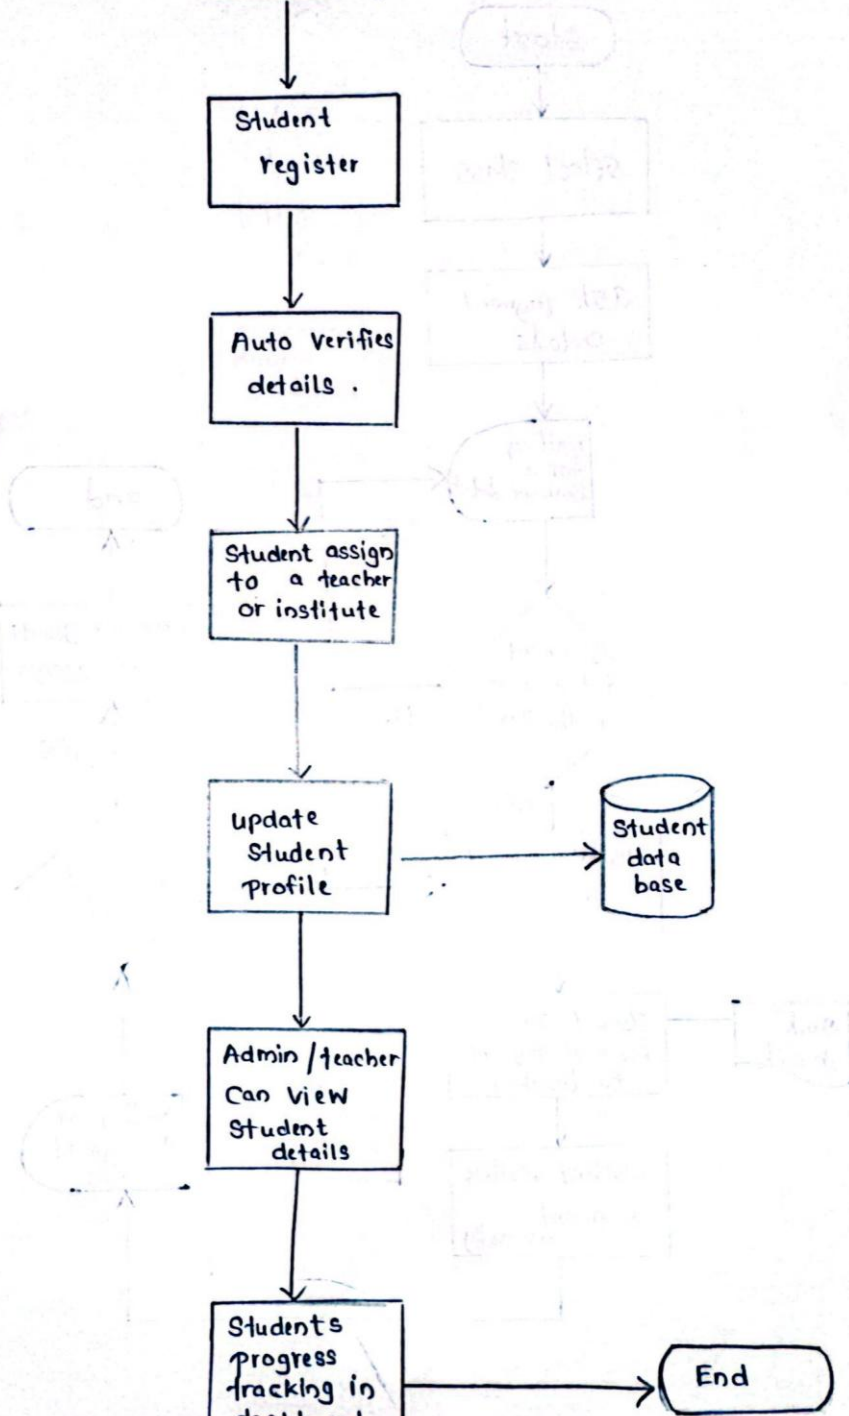 Student
register
Auto verifies
details .
Student assign
to a teacher
or institute
update
Student
profile
Student
data
base
Admin/teacher
Can view
Student
details
Students
progress
tracking in
End